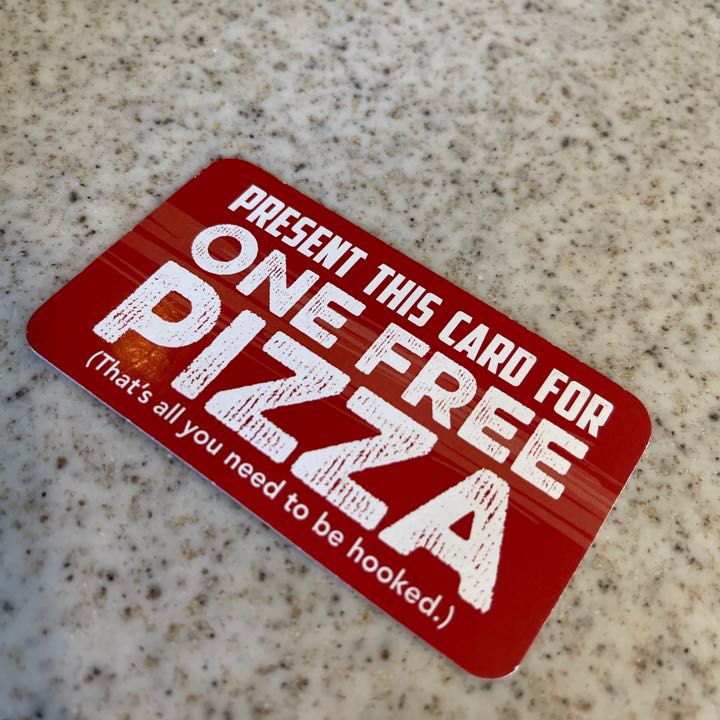 PRESENT THIS CARD FOR
ONE FREE
PIZZA
(That's all you need to be hooked.)